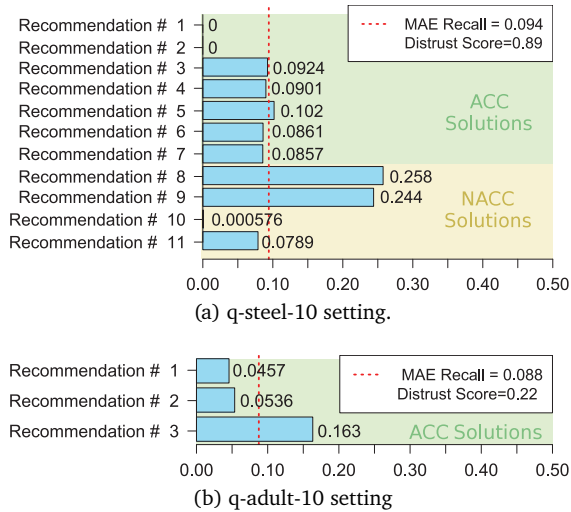 Recommendation # 1 0
Recommendation # 2 0
Recommendation # 3 0.0924
Recommendation # 4 0.0901
Recommendation # 5 0.102
Recommendation # 6 0.0861
Recommendation # 7 0.0857
Recommendation # 8 0.258
Recommendation # 9 0.244
Recommendation # 10 0.000576
Recommendation # 11 0.0789
MAE Recall = 0.094
Distrust Score=0.89
ACC
Solutions
NACC
Solutions
0.00 0.10 0.20 0.30 0.40 0.50
(a) q-steel-10 setting.
Recommendation # 1 0.0457
Recommendation # 2 0.0536
Recommendation # 3 0.163
MAE Recall = 0.088
Distrust Score=0.22
ACC Solutions
0.00 0.10 0.20 0.30 0.40 0.50
(b) q-adult-10 setting